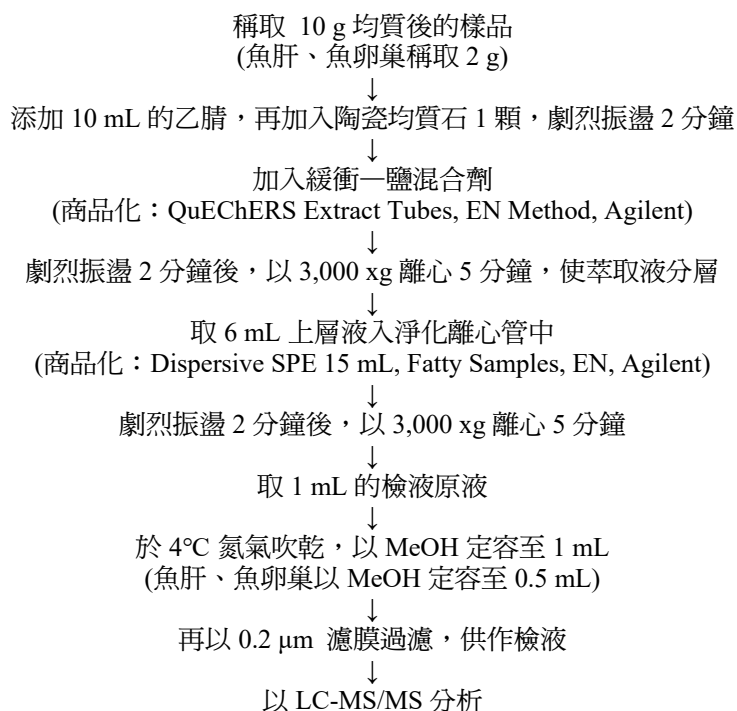 稱取 10 g 均質後的樣品
(魚肝、魚卵巢稱取 2 g)
↓
添加 10 mL 的乙腈，再加入陶瓷均質石 1 顆，劇烈振盪 2 分鐘
↓
加入緩衝—鹽混合劑
(商品化：QuEChERS Extract Tubes, EN Method, Agilent)
↓
劇烈振盪 2 分鐘後，以 3,000 xg 離心 5 分鐘，使萃取液分層
↓
取 6 mL 上層液入淨化離心管中
(商品化：Dispersive SPE 15 mL, Fatty Samples, EN, Agilent)
↓
劇烈振盪 2 分鐘後，以 3,000 xg 離心 5 分鐘
↓
取 1 mL 的檢液原液
↓
於 4°C 氮氣吹乾，以 MeOH 定容至 1 mL
(魚肝、魚卵巢以 MeOH 定容至 0.5 mL)
↓
再以 0.2 μm 濾膜過濾，供作檢液
↓
以 LC-MS/MS 分析